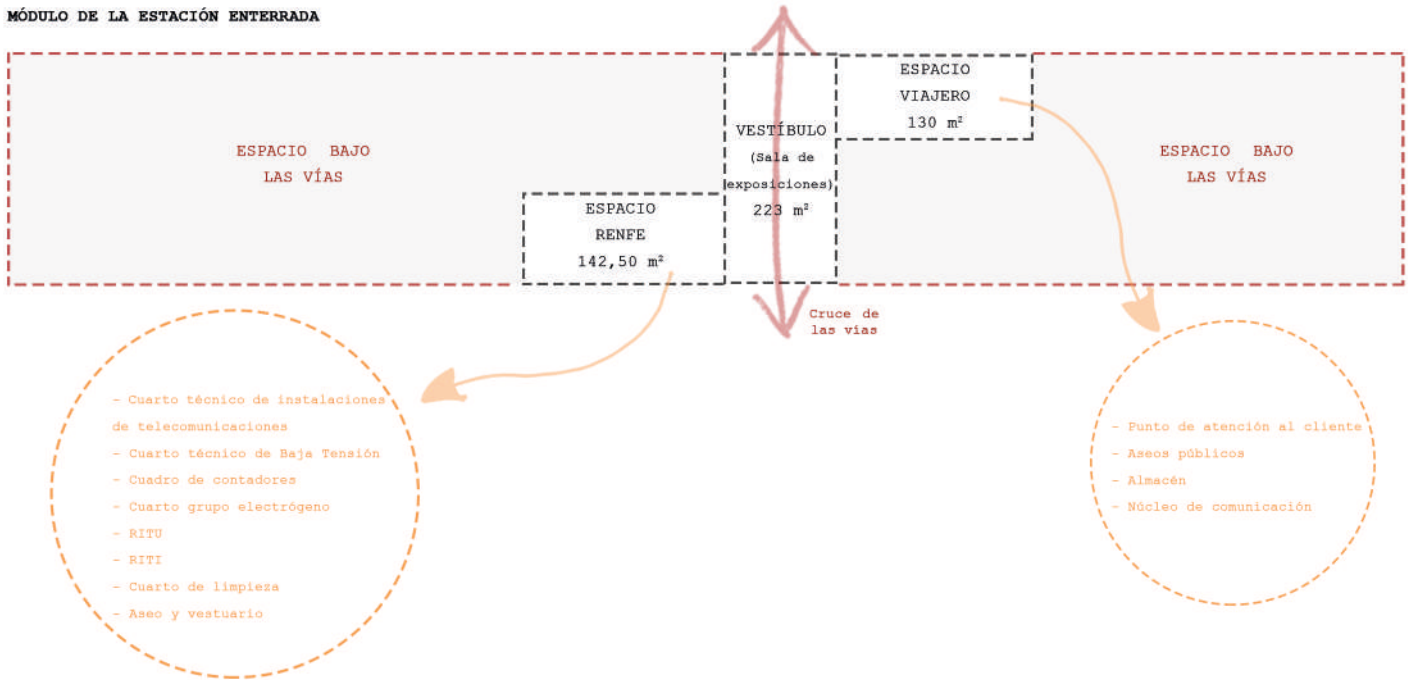 MÓDULO DE LA ESTACIÓN ENTERRADA
ESPACIO BAJO
LAS VÍAS
ESPACIO
RENFE
142,50 m²
VESTÍBULO
(Sala de
exposiciones)
223 m²
ESPACIO
VIAJERO
130 m²
ESPACIO BAJO
LAS VÍAS
Cruce de
las vias
- Cuarto técnico de instalaciones
de telecomunicaciones
- Cuarto técnico de Baja Tensión
- Cuadro de contadores
- Cuarto grupo electrógeno
- RITU
- RITI
- Cuarto de limpieza
- Aseo y vestuario
- Punto de atención al cliente
- Aseos públicos
- Almacén
- Núcleo de comunicación